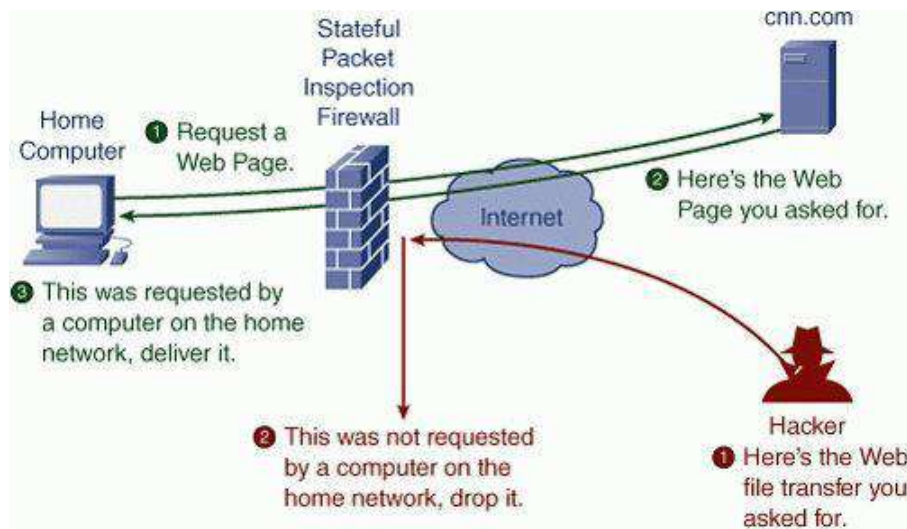 cnn.com
Stateful
Packet
Inspection
Firewall
Home
Computer
1 Request a
Web Page.
2 Here's the Web
Page you asked for.
Internet
3 This was requested by
a computer on the home
network, deliver it.
2 This was not requested
by a computer on the
home network, drop it.
Hacker
1 Here's the Web
file transfer you
asked for.